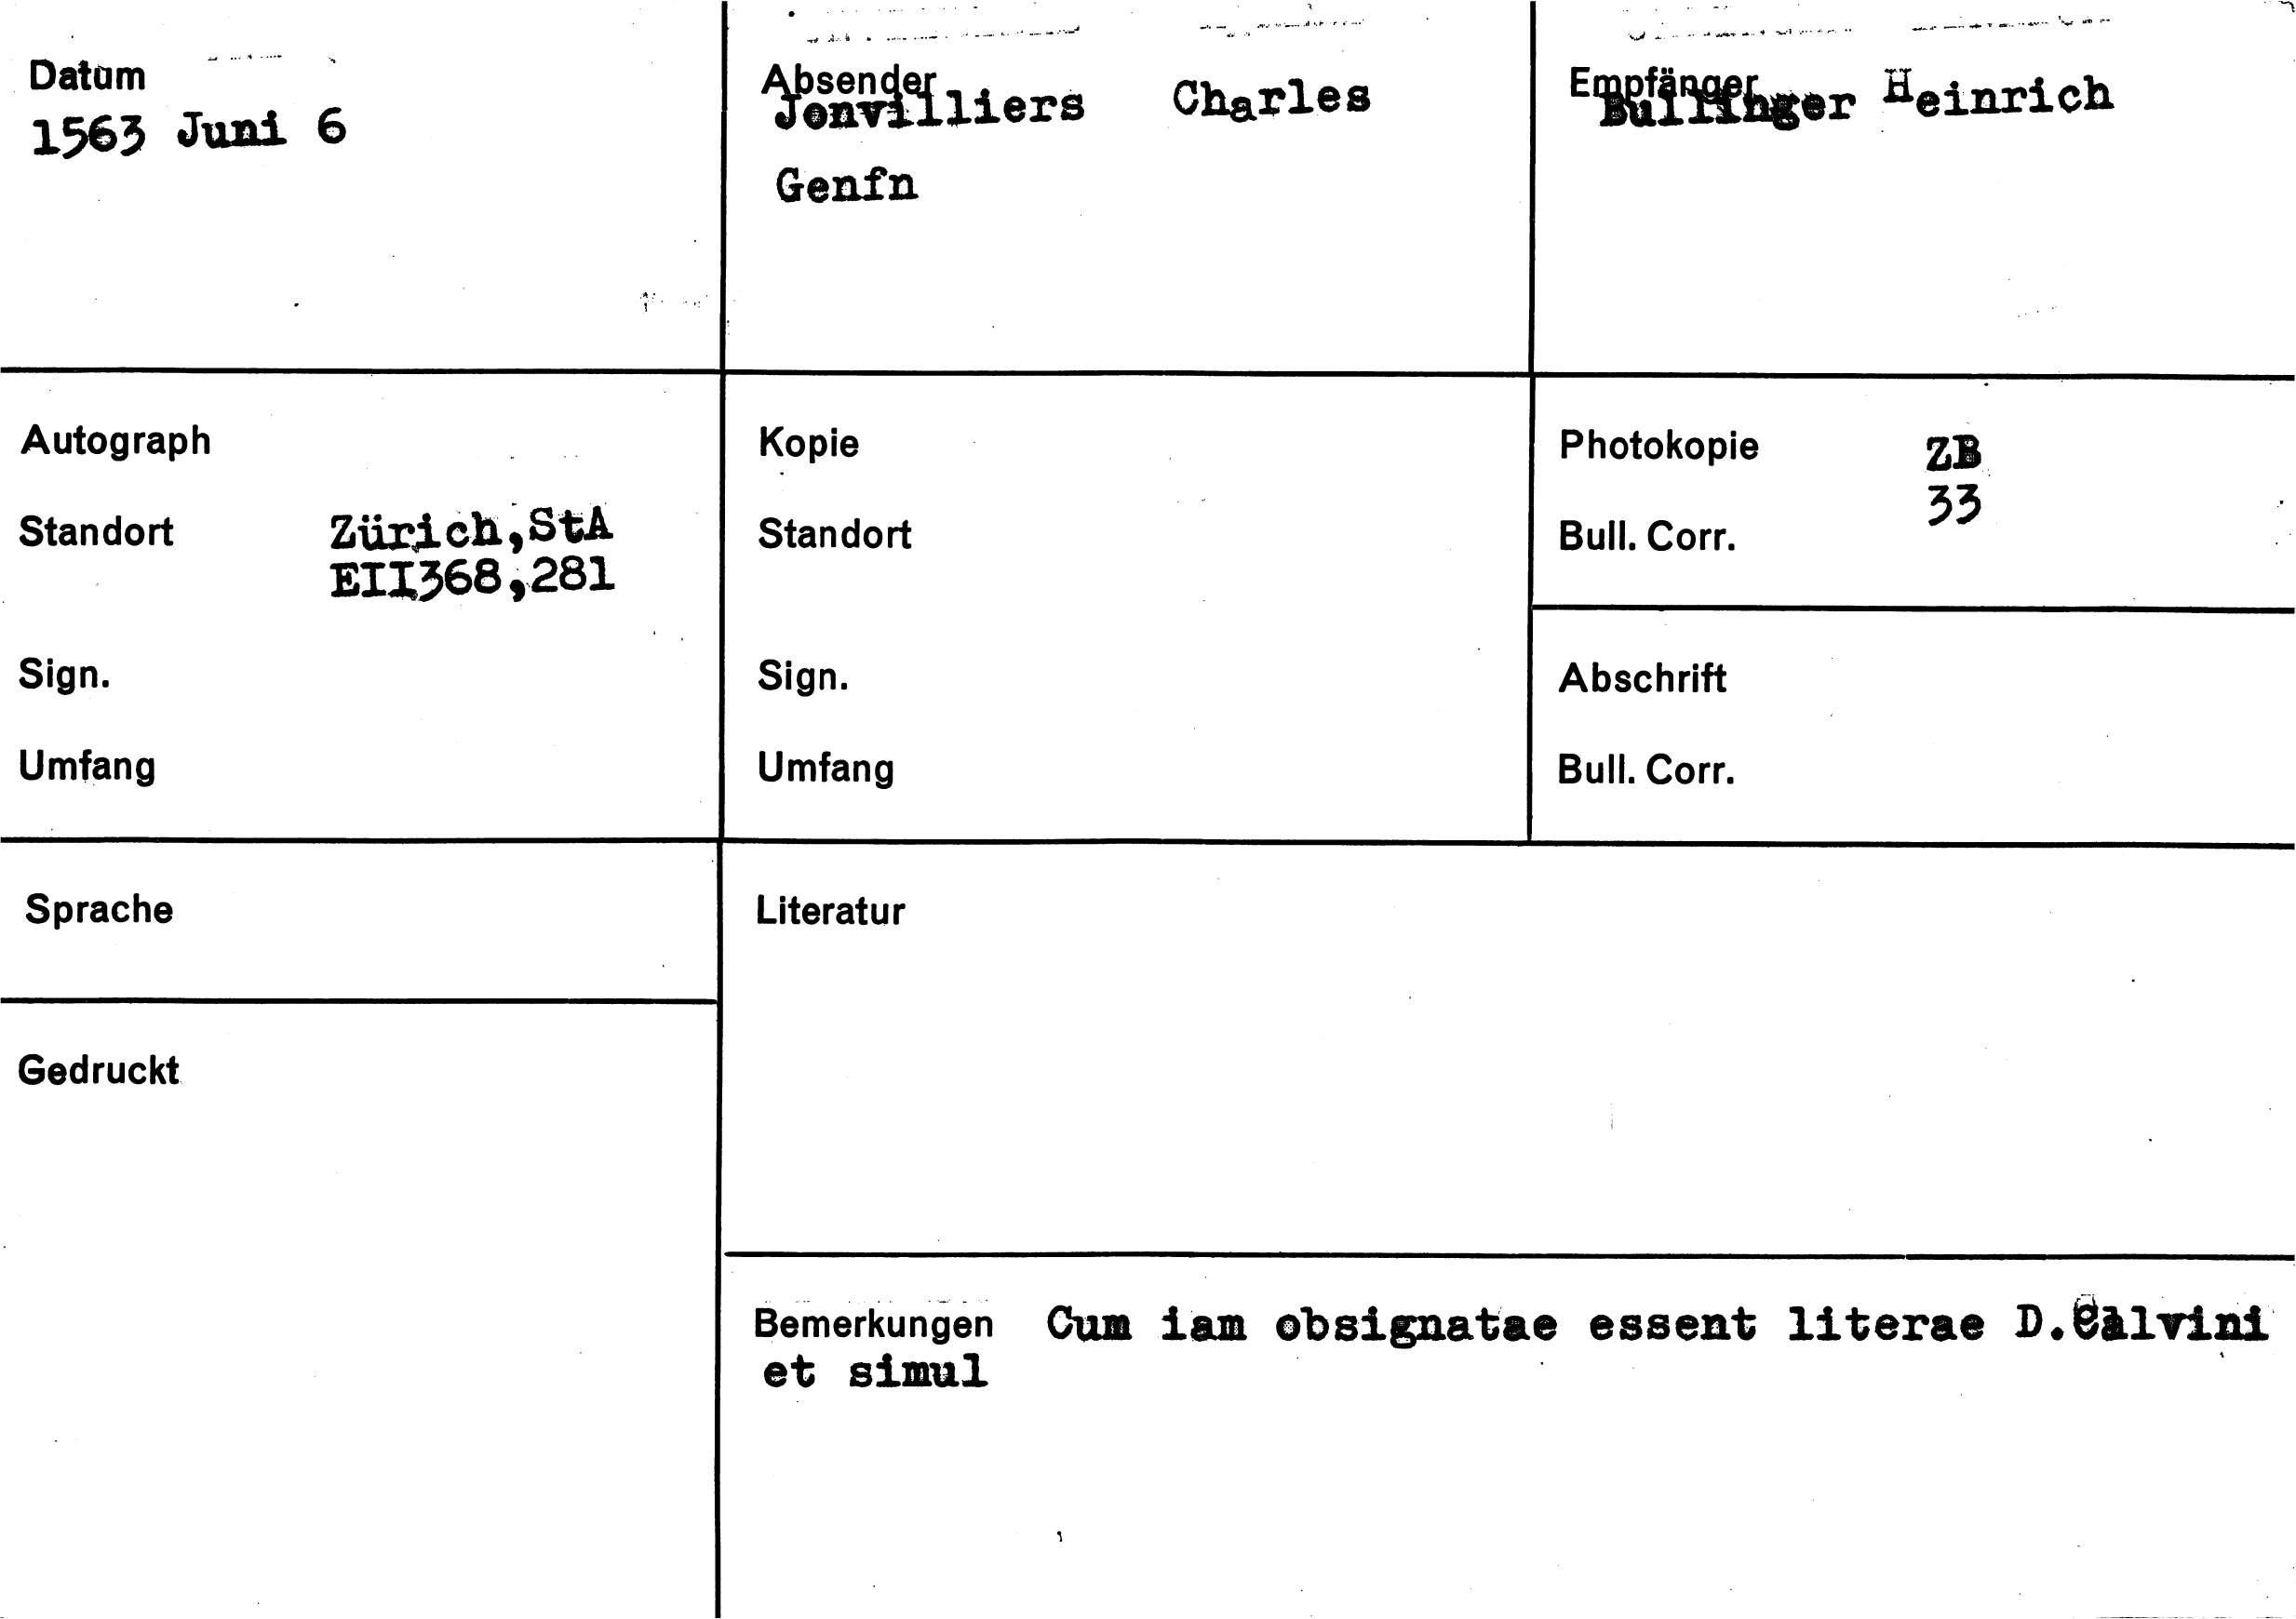 Datum
1563 Juni 6
Absender
Jonvilliers Charles
Genfn
Empfänger
Bullinger Heinrich
Autograph
Standort Zürich,StA
EII368,281
Sign.
Umfang
Kopie
Standort
Sign.
Umfang
Photokopie ZB
33
Bull. Corr.
Abschrift
Bull. Corr.
Sprache
Gedruckt
Literatur
Bemerkungen Cum iam obsignatae essent literae D.Calvini
et simul